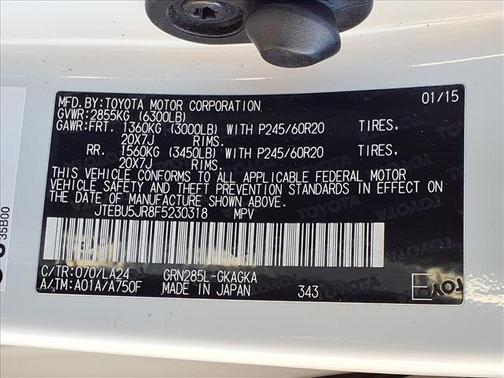 MFD.BY:TOYOTA MOTOR CORPORATION 01/15
GVWR:2855KG (6300LB)
GAWR:FRT. 1360KG (3000LB) WITH P245/60R20 TIRES,
20X7J RIMS.
RR. 1560KG (3450LB) WITH P245/60R20 TIRES,
20X7J RIMS.
THIS VEHICLE CONFORMS TO ALL APPLICABLE FEDERAL MOTOR
VEHICLE SAFETY AND THEFT PREVENTION STANDARDS IN EFFECT ON
THE DATE OF MANUFACTURE SHOWN ABOVE.
JTEBU5JR8F5230318 MPV
C/TR:070/LA24 GRN285L-GKAGKA
A/TM:A01A/A750F MADE IN JAPAN 343
E
35B00